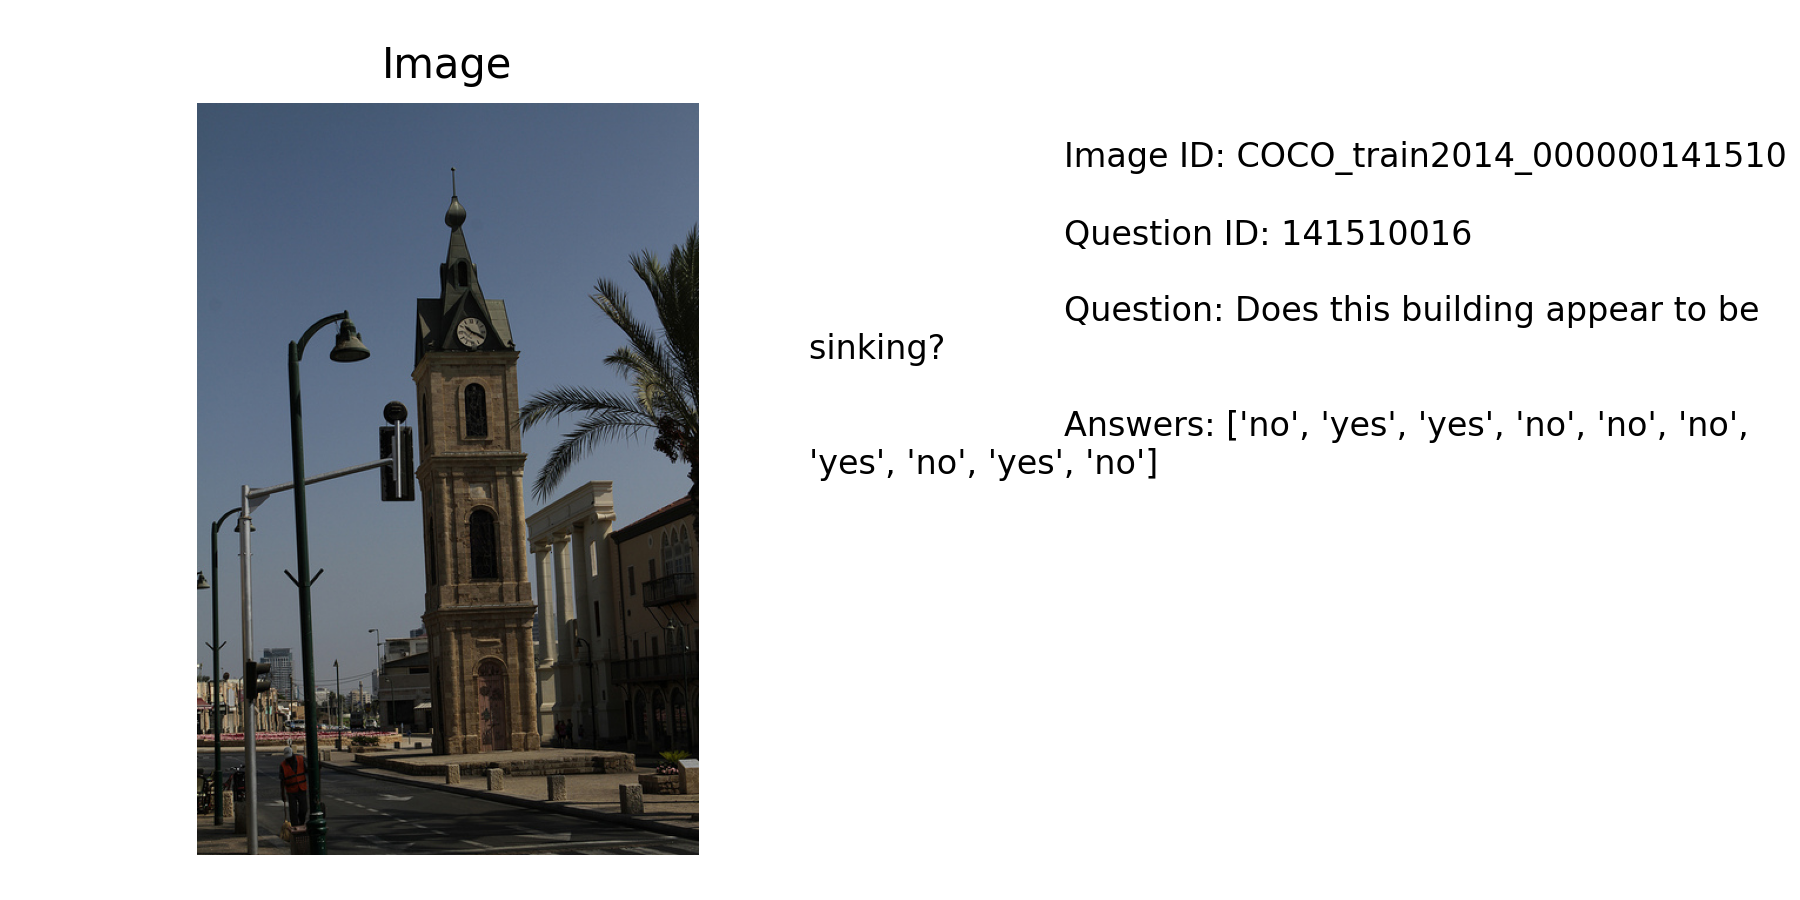 Image
Image ID: COCO_train2014_000000141510
Question ID: 141510016
Question: Does this building appear to be
sinking?
Answers: ['no', 'yes', 'yes', 'no', 'no', 'no',
'yes', 'no', 'yes', 'no']